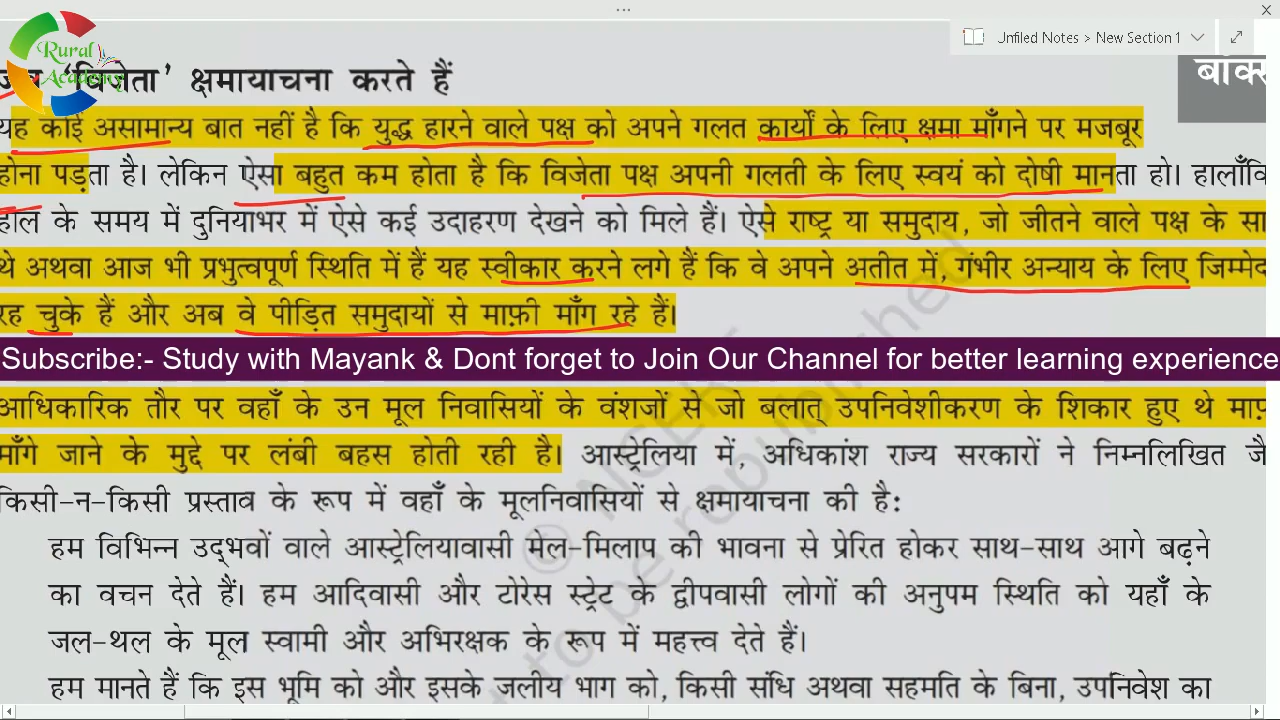 Unfiled Notes > New Section 1
Rural Academy
जब 'विजेता' क्षमायाचना करते हैं
बॉक्स
यह कोई असामान्य बात नहीं है कि युद्ध हारने वाले पक्ष को अपने गलत कार्यों के लिए क्षमा माँगने पर मजबूर
होना पड़ता है। लेकिन ऐसा बहुत कम होता है कि विजेता पक्ष अपनी गलती के लिए स्वयं को दोषी मानता हो। हालाँकि
हाल के समय में दुनियाभर में ऐसे कई उदाहरण देखने को मिले हैं। ऐसे राष्ट्र या समुदाय, जो जीतने वाले पक्ष के सा
थे अथवा आज भी प्रभुत्वपूर्ण स्थिति में हैं यह स्वीकार करने लगे हैं कि वे अपने अतीत में, गंभीर अन्याय के लिए जिम्मेद
रह चुके हैं और अब वे पीड़ित समुदायों से माफ़ी माँग रहे हैं।
Subscribe:- Study with Mayank & Dont forget to Join Our Channel for better learning experience
आधिकारिक तौर पर वहाँ के उन मूल निवासियों के वंशजों से जो बलात् उपनिवेशीकरण के शिकार हुए थे माफ़
माँगे जाने के मुद्दे पर लंबी बहस होती रही है। आस्ट्रेलिया में, अधिकांश राज्य सरकारों ने निम्नलिखित जै
किसी-न-किसी प्रस्ताव के रूप में वहाँ के मूलनिवासियों से क्षमायाचना की है:
हम विभिन्न उद्भवों वाले आस्ट्रेलियावासी मेल-मिलाप की भावना से प्रेरित होकर साथ-साथ आगे बढ़ने
का वचन देते हैं। हम आदिवासी और टोरेस स्ट्रेट के द्वीपवासी लोगों की अनुपम स्थिति को यहाँ के
जल-थल के मूल स्वामी और अभिरक्षक के रूप में महत्त्व देते हैं।
हम मानते हैं कि इस भूमि को और इसके जलीय भाग को, किसी संधि अथवा सहमति के बिना, उपनिवेश का